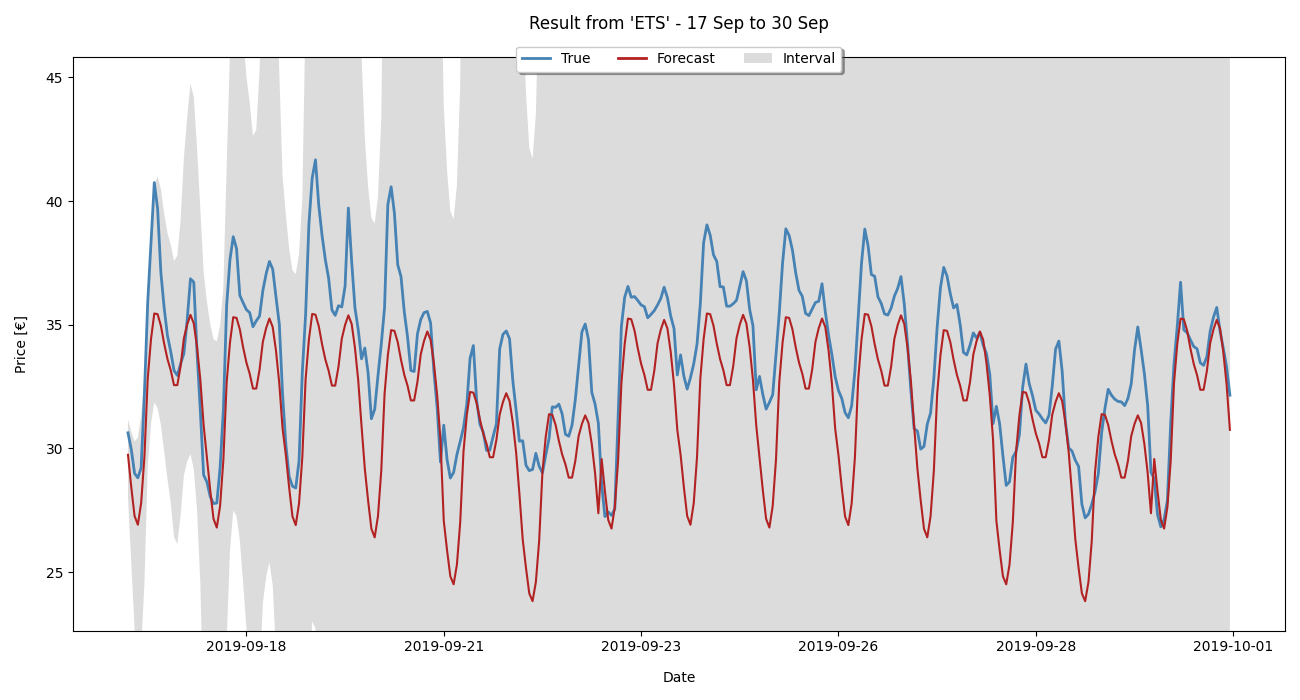 Result from 'ETS' - 17 Sep to 30 Sep
True Forecast Interval
45
40
35
30
25
Price [€]
2019-09-18 2019-09-21 2019-09-23 2019-09-26 2019-09-28 2019-10-01
Date